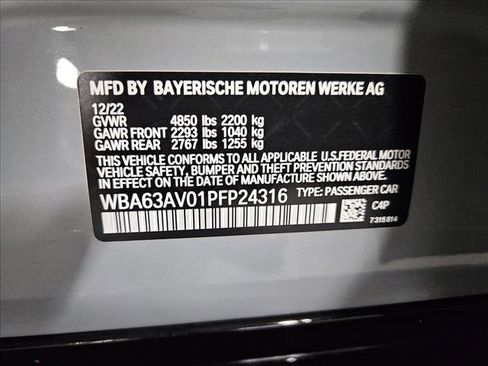 MFD BY BAYERISCHE MOTOREN WERKE AG
12/22
GVWR 4850 lbs 2200 kg
GAWR FRONT 2293 lbs 1040 kg
GAWR REAR 2767 lbs 1255 kg
THIS VEHICLE CONFORMS TO ALL APPLICABLE U.S.FEDERAL MOTOR
VEHICLE SAFETY, BUMPER AND THEFT PREVENTION STANDARDS
IN EFFECT ON THE DATE OF MANUFACTURE SHOWN ABOVE.
WBA63AV01PFP24316 TYPE: PASSENGER CAR
C4P
7315814